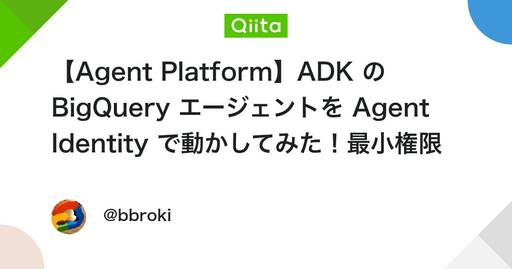 Qiita
【Agent Platform】ADK の
BigQuery エージェントを Agent
Identity で動かしてみた！最小権限
@bbroki